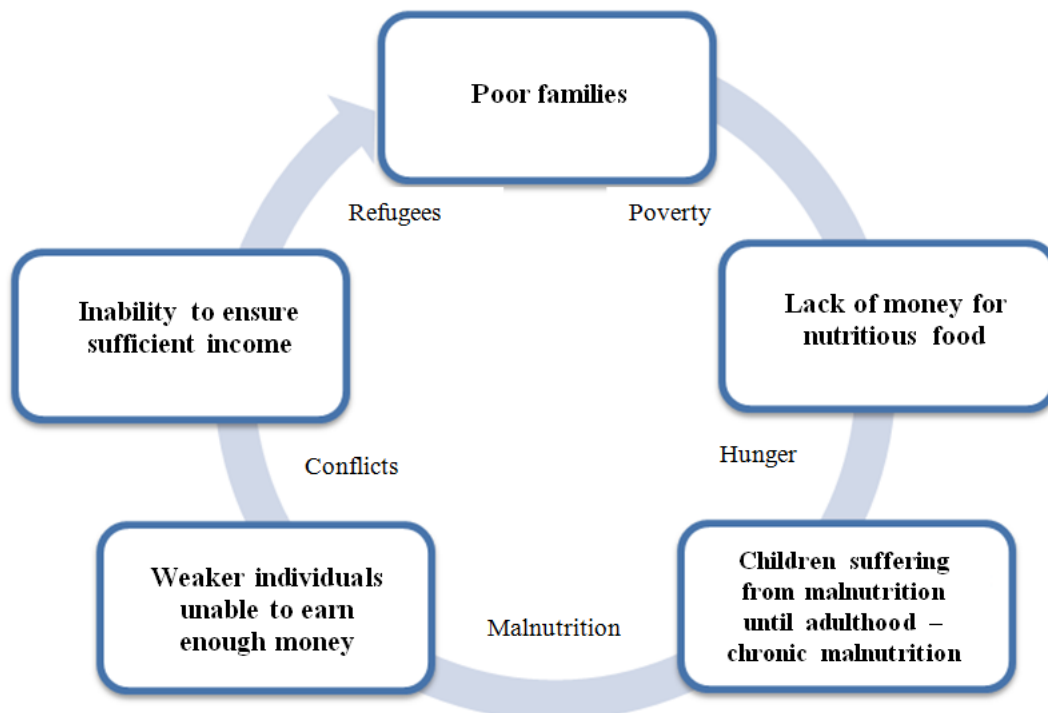 Poor families
Refugees
Poverty
Inability to ensure
sufficient income
Lack of money for
nutritious food
Conflicts
Hunger
Weaker individuals
unable to earn
enough money
Malnutrition
Children suffering
from malnutrition
until adulthood –
chronic malnutrition